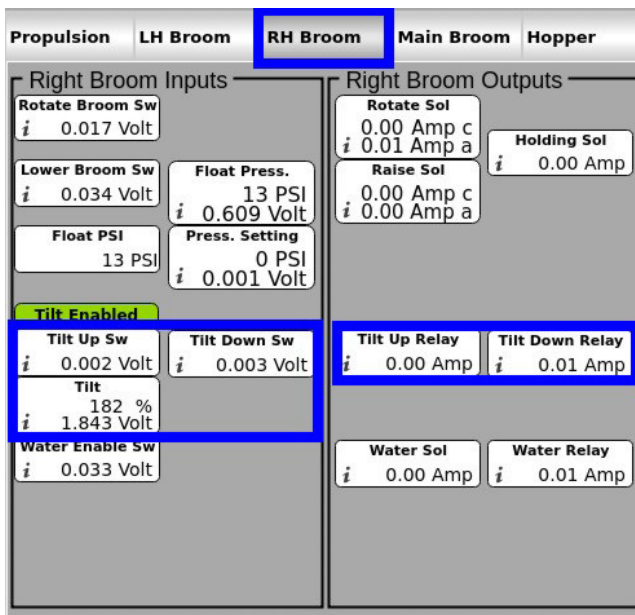 Propulsion LH Broom RH Broom Main Broom Hopper
Right Broom Inputs
Rotate Broom Sw
i 0.017 Volt
Lower Broom Sw
i 0.034 Volt
Float Press.
13 PSI
i 0.609 Volt
Float PSI
13 PSI
Press. Setting
0 PSI
i 0.001 Volt
Tilt Enabled
Tilt Up Sw
i 0.002 Volt
Tilt Down Sw
i 0.003 Volt
Tilt
182 %
i 1.843 Volt
Water Enable Sw
i 0.033 Volt
Right Broom Outputs
Rotate Sol
0.00 Amp c
i 0.01 Amp a
Holding Sol
i 0.00 Amp
Raise Sol
0.00 Amp c
i 0.00 Amp a
Tilt Up Relay
i 0.00 Amp
Tilt Down Relay
i 0.01 Amp
Water Sol
i 0.00 Amp
Water Relay
i 0.01 Amp